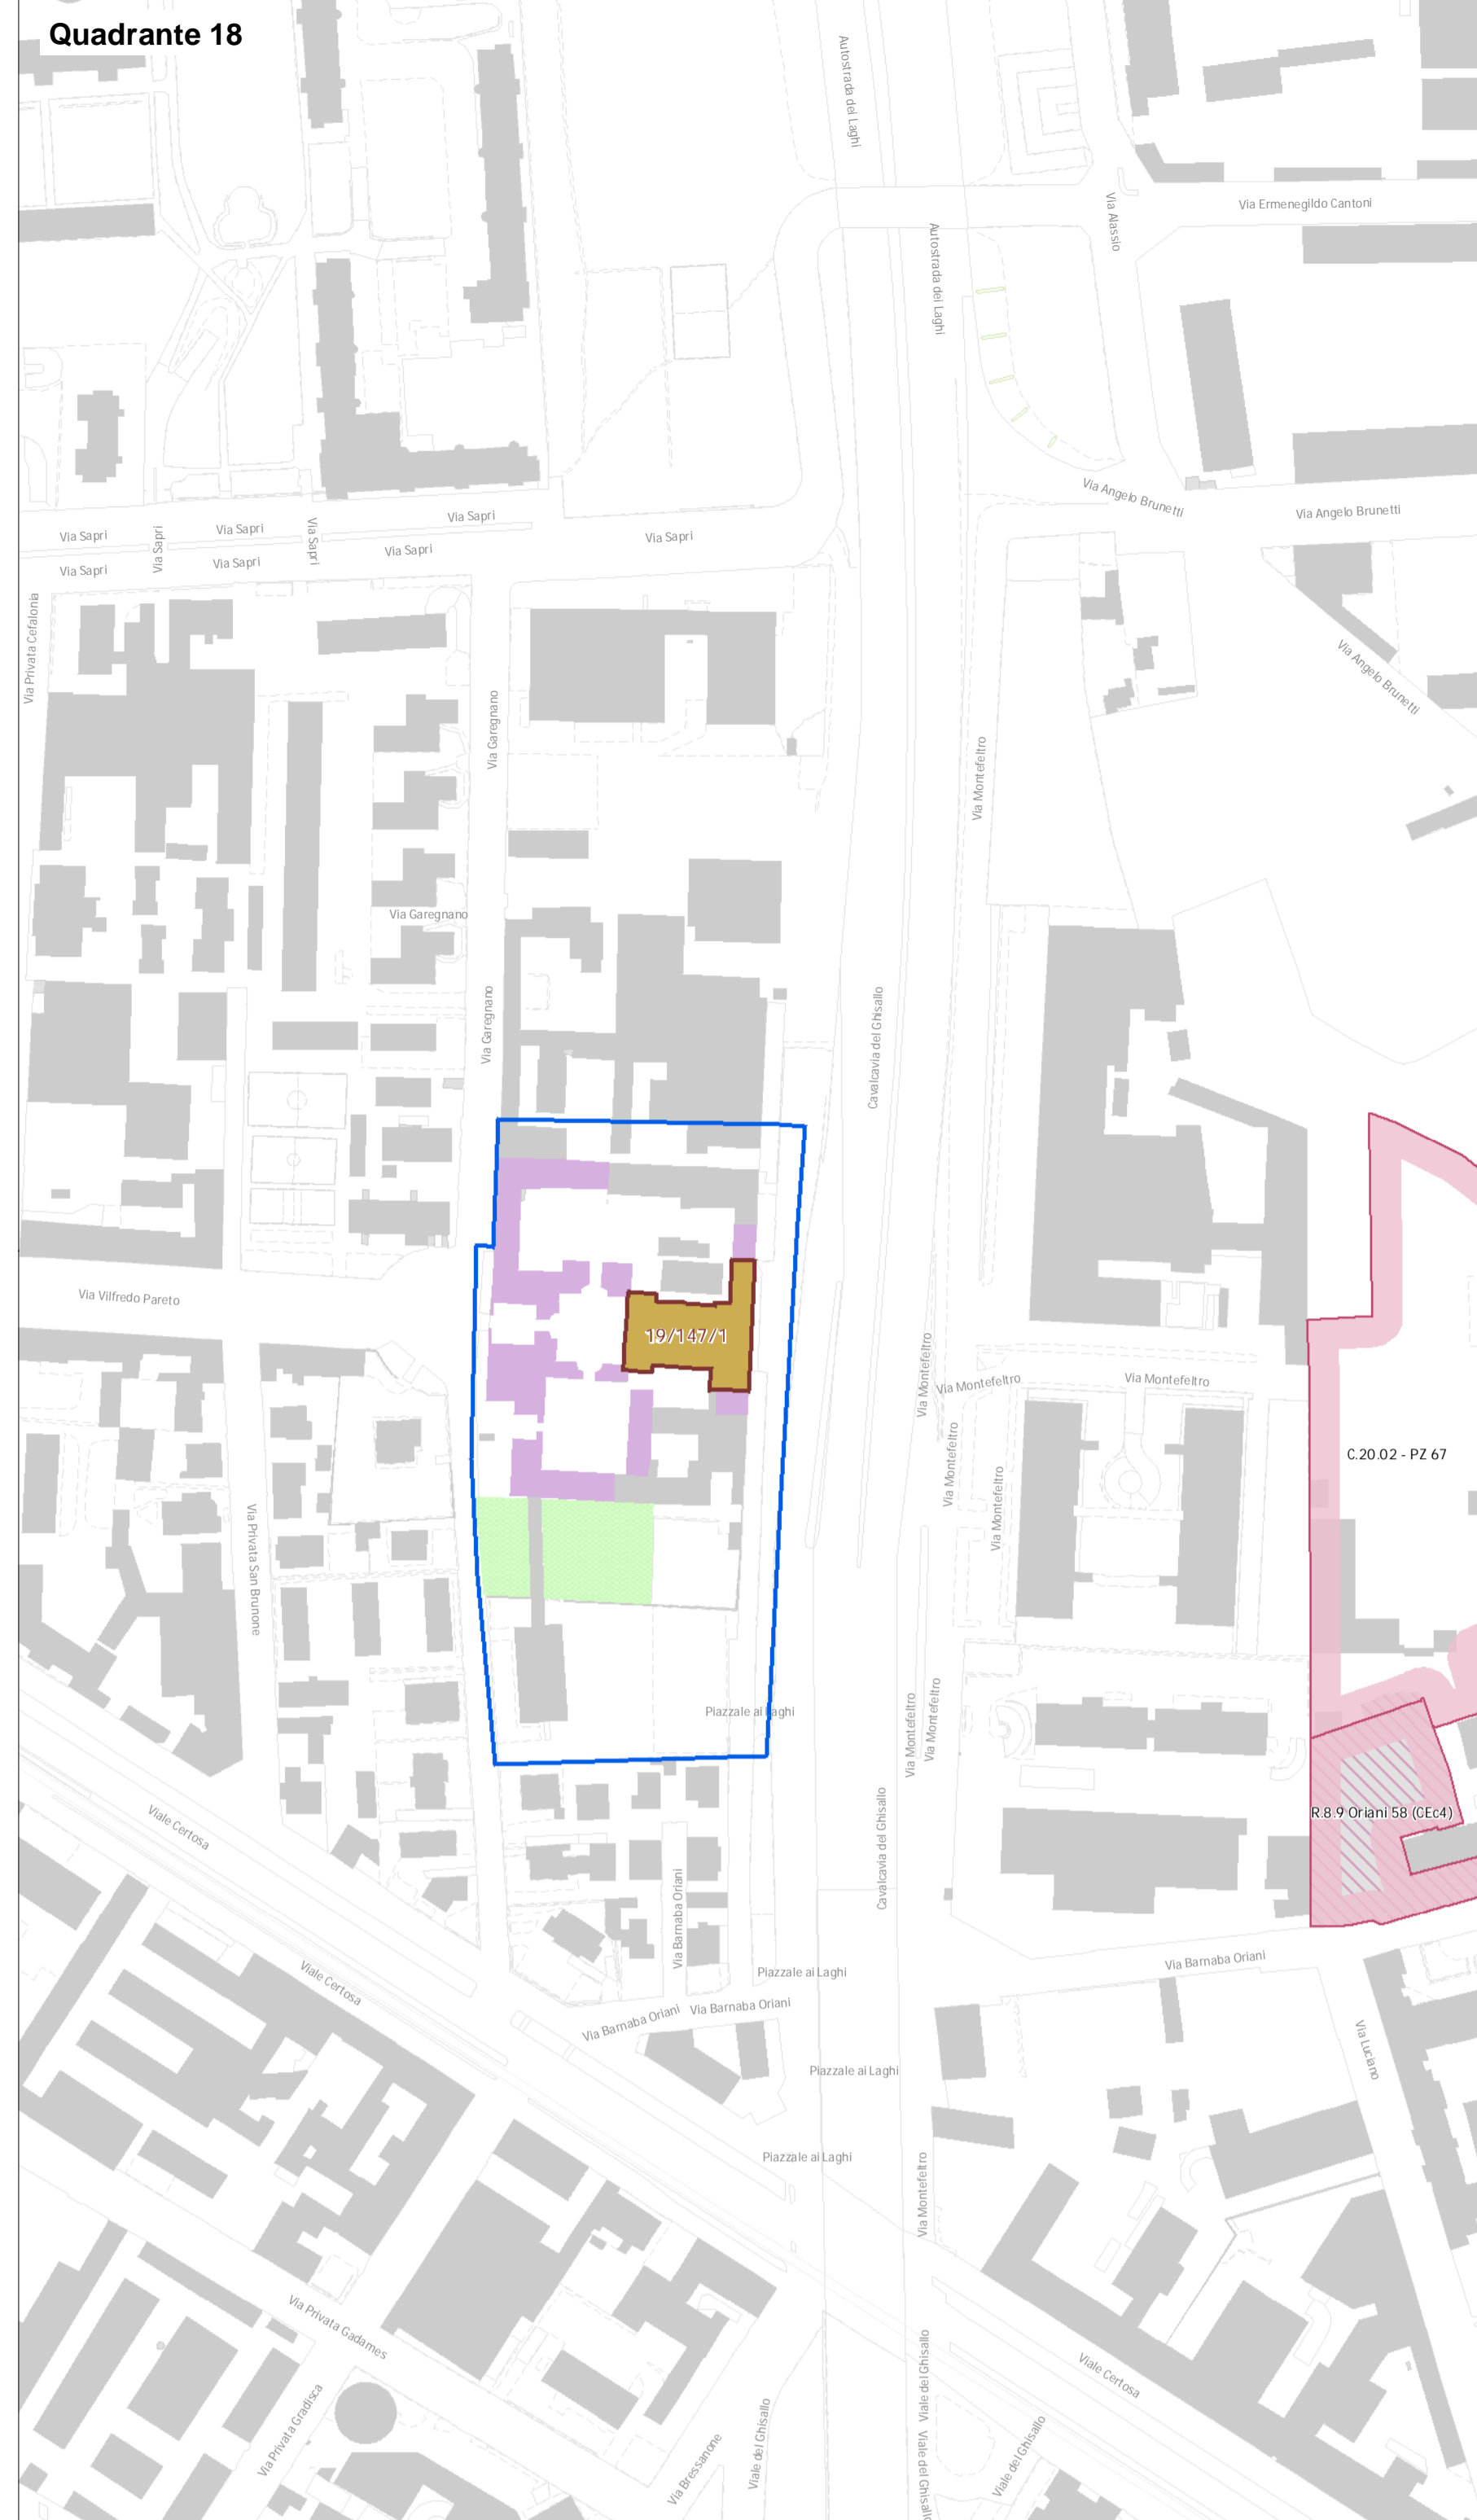 Quadrante 18
Autostrada dei Laghi
Via Ermenegildo Cantoni
Via Alassio
Autostrada dei Laghi
Via Angelo Brunetti
Via Angelo Brunetti
Via Sapri
Via Sapri
Via Sapri
Via Sapri
Via Sapri
Via Sapri
Via Sapri
Via Sapri
Via Privata Cefalonia
Via Angelo Brunetti
Via Garegnano
Via Montefeltro
Via Garegnano
Via Garegnano
Cavalcavia del Ghisallo
Via Vilfredo Pareto
19/147/1
Via Montefeltro
Via Montefeltro
Via Montefeltro
Via Montefeltro
C.20.02 - PZ 67
Via Montefeltro
Via Privata San Brunone
Piazzale ai Laghi
Via Montefeltro
Via Montefeltro
Viale Certosa
R.8.9 Oriani 58 (CEc4)
Cavalcavia del Ghisallo
Via Barnaba Oriani
Viale Certosa
Piazzale ai Laghi
Via Barnaba Oriani
Via Barnaba Oriani
Via Barnaba Oriani
Via Luciano
Piazzale ai Laghi
Piazzale ai Laghi
Via Montefeltro
Via Privata Gadames
Viale Certosa
Viale del Ghisallo
Via Privata Gradisca
Viale del Ghisallo
Via Bressanone
Viale del Ghisallo
Viale del Ghisallo